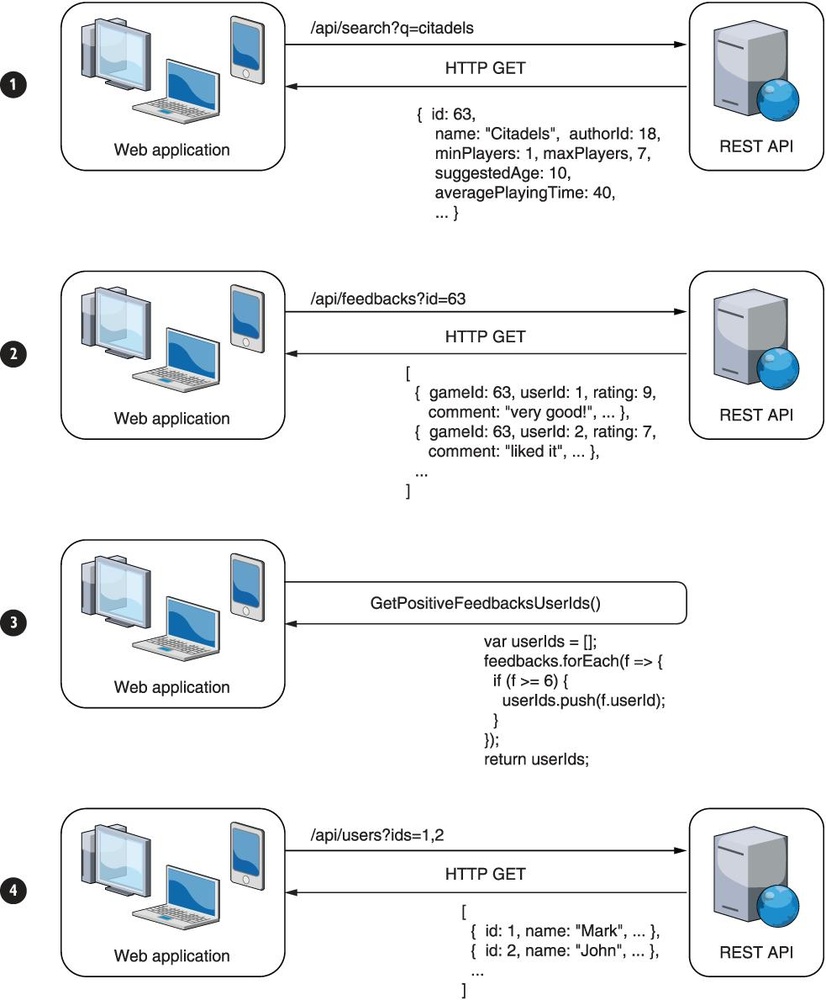 /api/search?q=citadels
HTTP GET
1
{ id: 63,
name: "Citadels", authorId: 18,
minPlayers: 1, maxPlayers, 7,
suggestedAge: 10,
averagePlayingTime: 40,
... }
Web application
REST API
/api/feedbacks?id=63
HTTP GET
2
[
{ gameId: 63, userId: 1, rating: 9,
comment: "very good!", ... },
{ gameId: 63, userId: 2, rating: 7,
comment: "liked it", ... },
...
]
Web application
REST API
3
GetPositiveFeedbacksUserIds()
var userIds = [];
feedbacks.forEach(f => {
if (f >= 6) {
userIds.push(f.userId);
}
});
return userIds;
Web application
/api/users?ids=1,2
HTTP GET
4
[
{ id: 1, name: "Mark", ... },
{ id: 2, name: "John", ... },
...
]
Web application
REST API